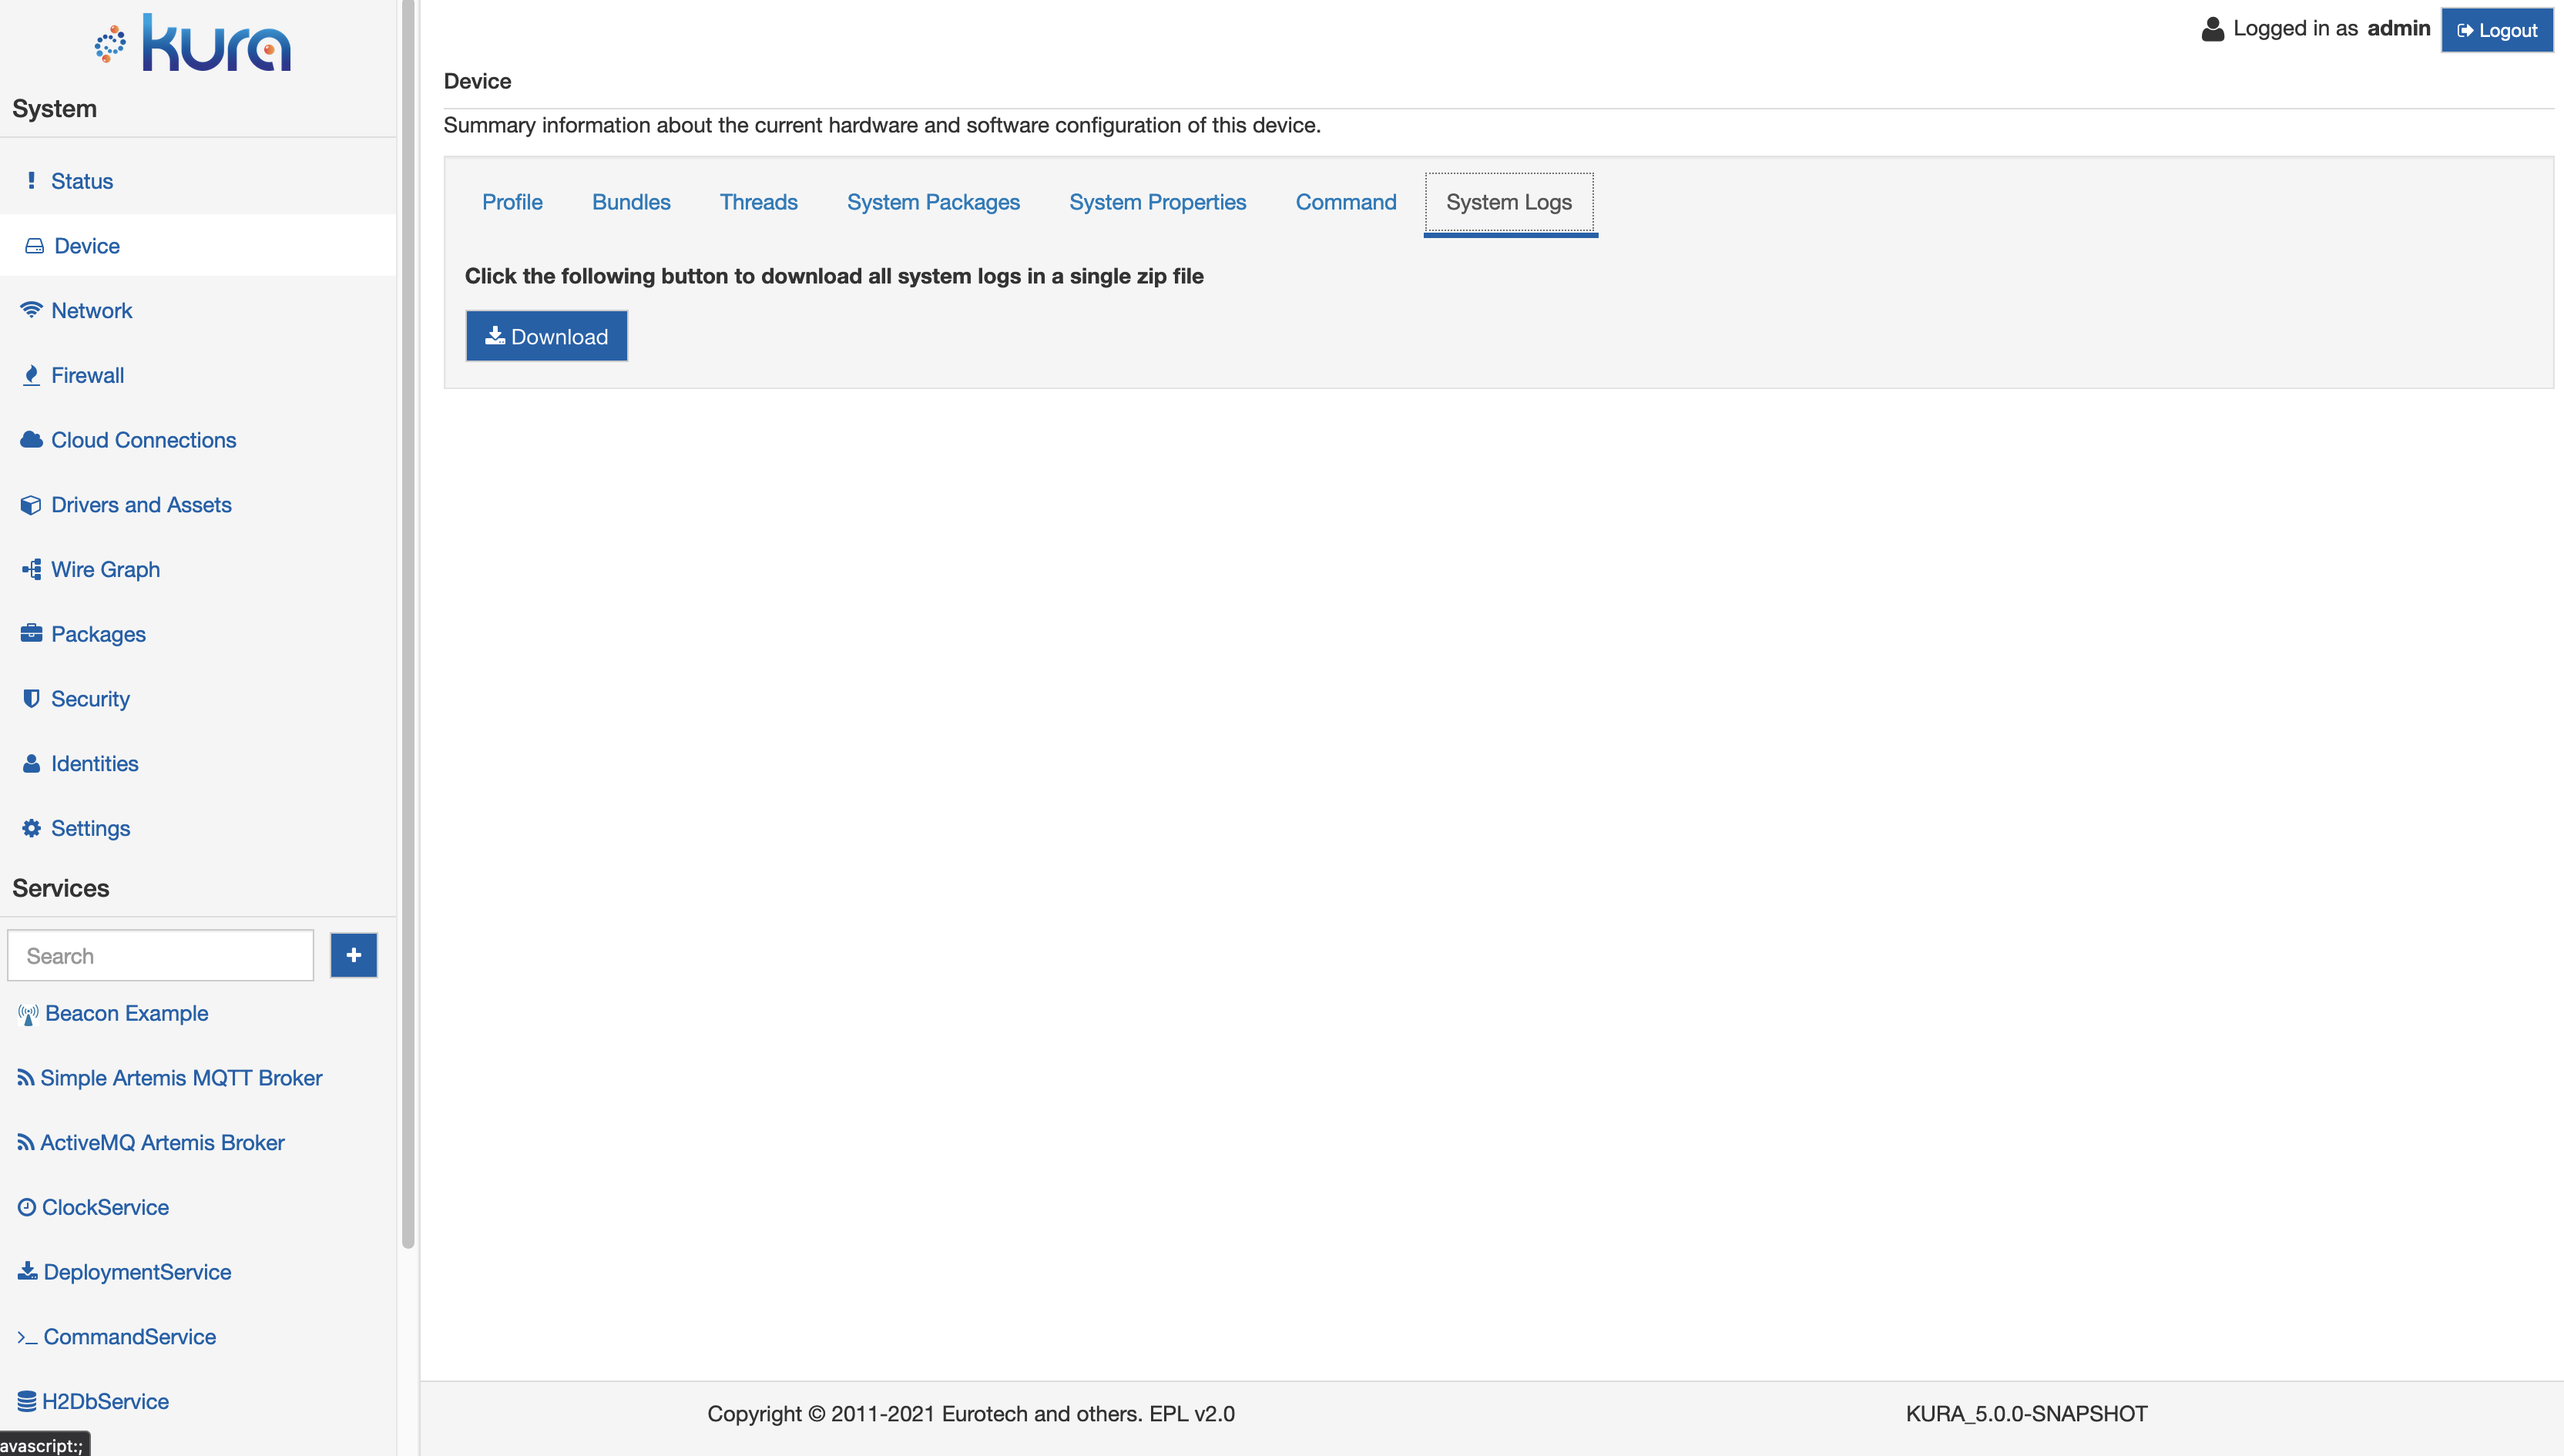 kura
System
Status
Device
Network
Firewall
Cloud Connections
Drivers and Assets
Wire Graph
Packages
Security
Identities
Settings
Services
Search
Beacon Example
Simple Artemis MQTT Broker
ActiveMQ Artemis Broker
ClockService
DeploymentService
CommandService
H2DbService
avascript:;
Logged in as admin Logout
Device
Summary information about the current hardware and software configuration of this device.
Profile Bundles Threads System Packages System Properties Command System Logs
Click the following button to download all system logs in a single zip file
Download
Copyright © 2011-2021 Eurotech and others. EPL v2.0 KURA_5.0.0-SNAPSHOT